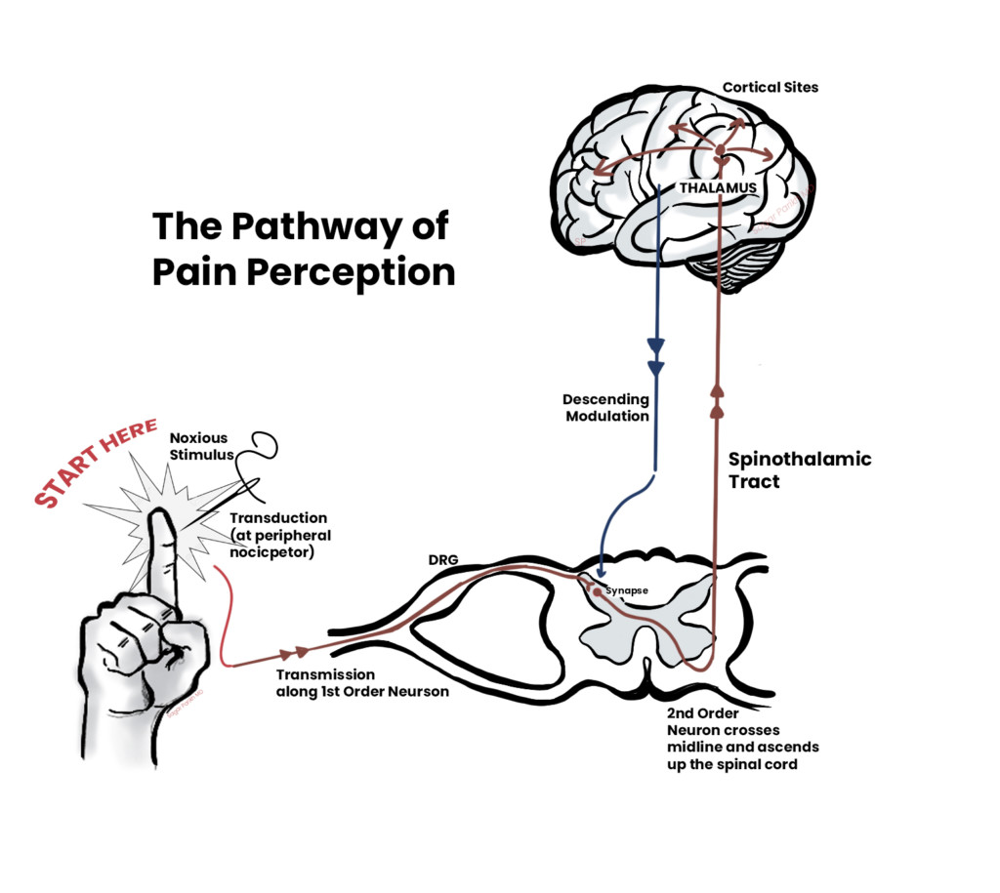 The Pathway of
Pain Perception
Cortical Sites
THALAMUS
Descending
Modulation
Spinothalamic
Tract
START HERE
Noxious
Stimulus
Transduction
(at peripheral
nocicpetor)
DRG
Synapse
Transmission
along 1st Order Neurson
2nd Order
Neuron crosses
midline and ascends
up the spinal cord